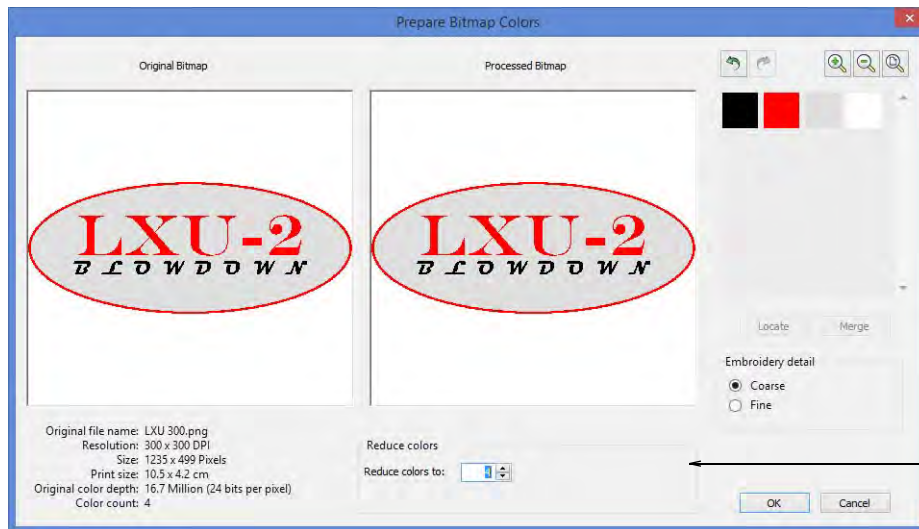 Prepare Bitmap Colors
Original Bitmap
Processed Bitmap
LXU-2
BLOWDOWN
LXU-2
BLOWDOWN
Locate
Merge
Embroidery detail
Coarse
Fine
Original file name: LXU 300.png
Resolution: 300 x 300 DPI
Size: 1235 x 499 Pixels
Print size: 10.5 x 4.2 cm
Original color depth: 16.7 Million (24 bits per pixel)
Color count: 4
Reduce colors
Reduce colors to: 4
OK
Cancel